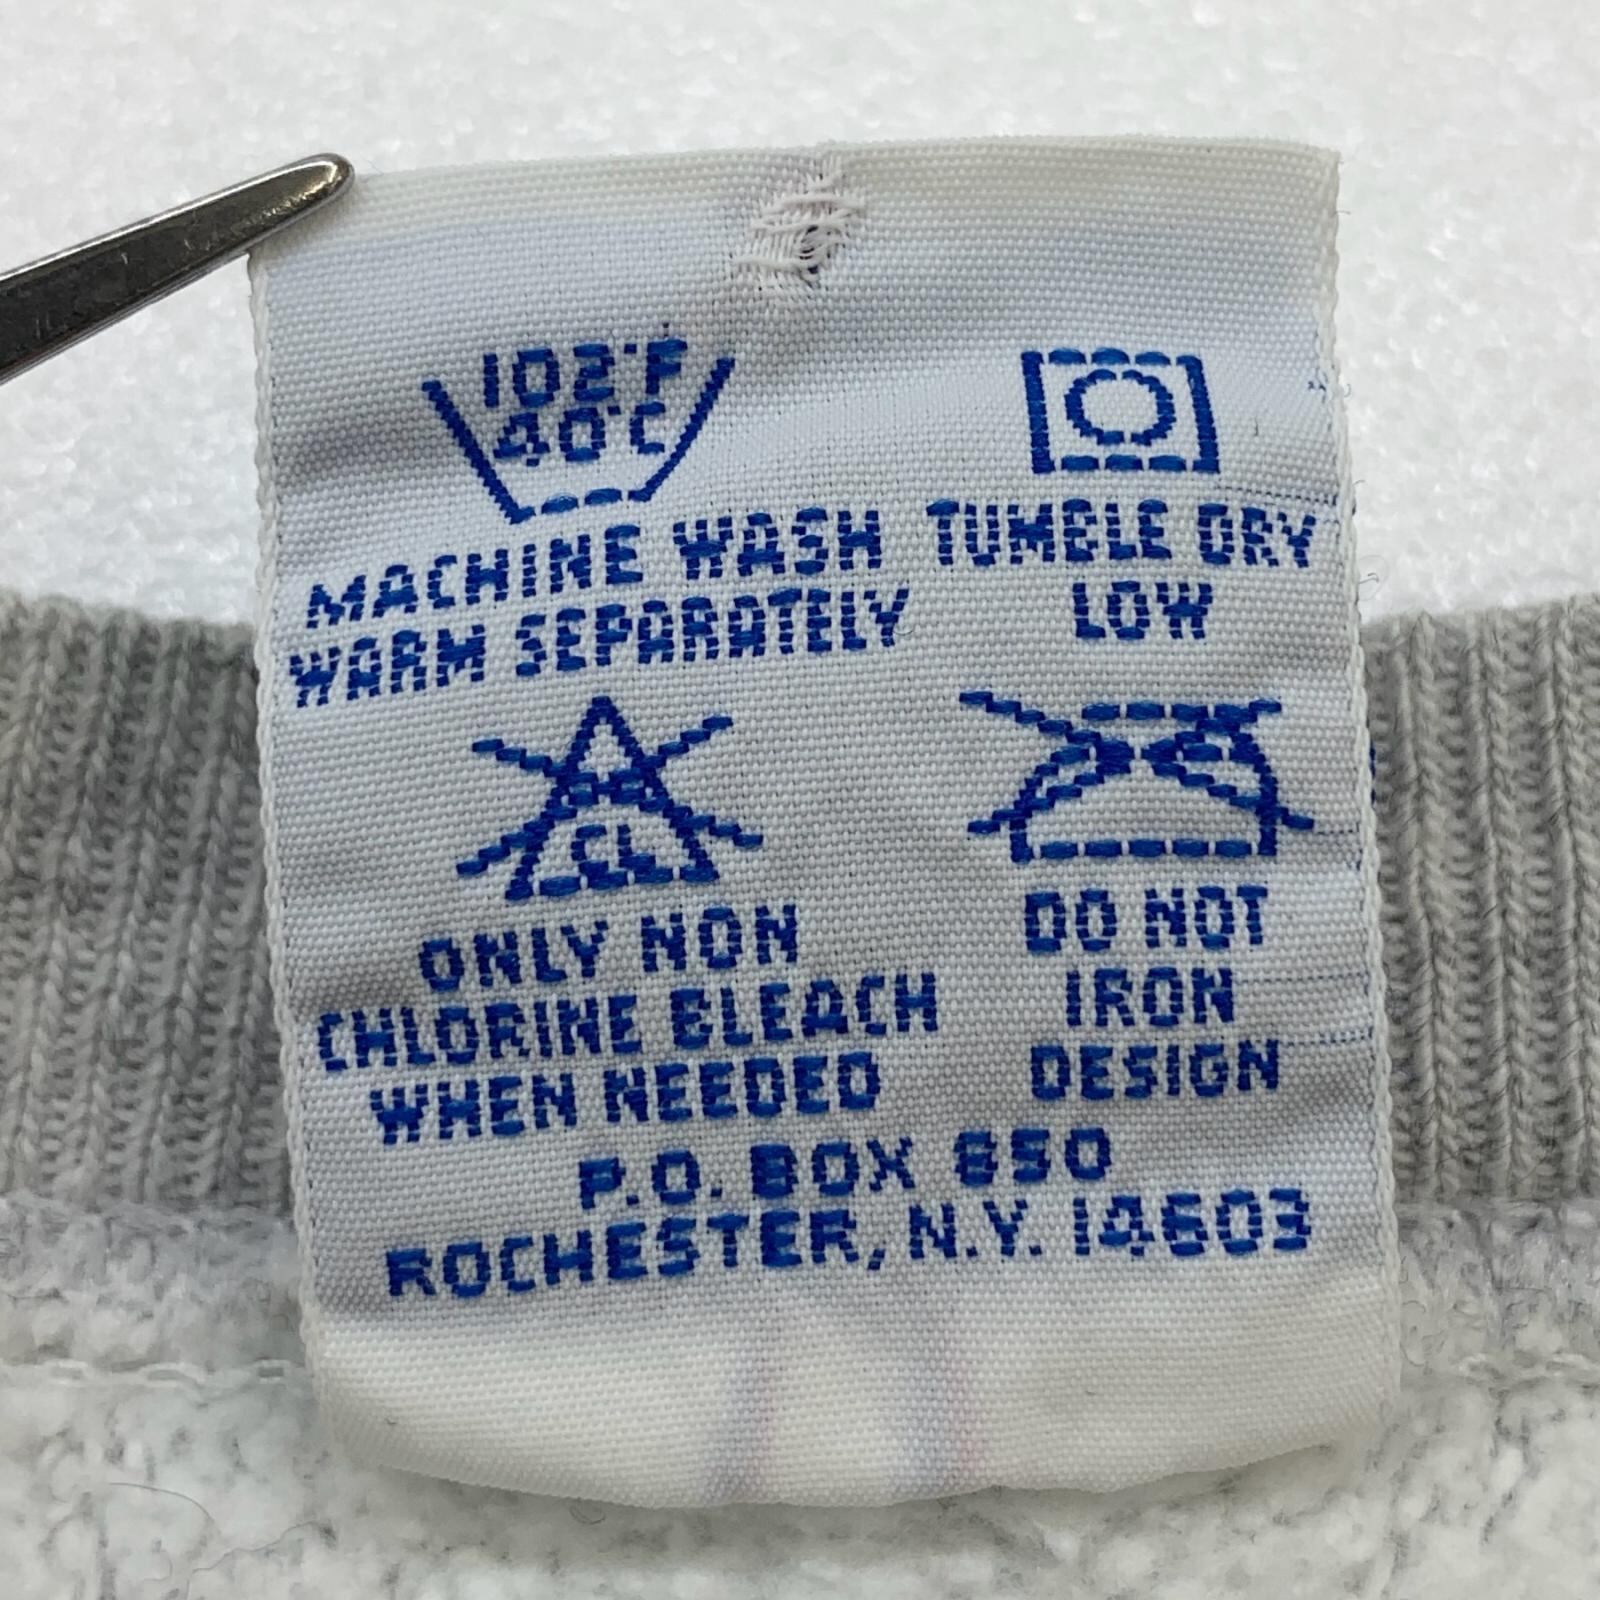 102°F
40°C
MACHINE WASH
WARM SEPARATELY
TUMBLE DRY
LOW
CL
ONLY NON
CHLORINE BLEACH
WHEN NEEDED
DO NOT
IRON
DESIGN
P.O. BOX 850
ROCHESTER, N.Y. 14603